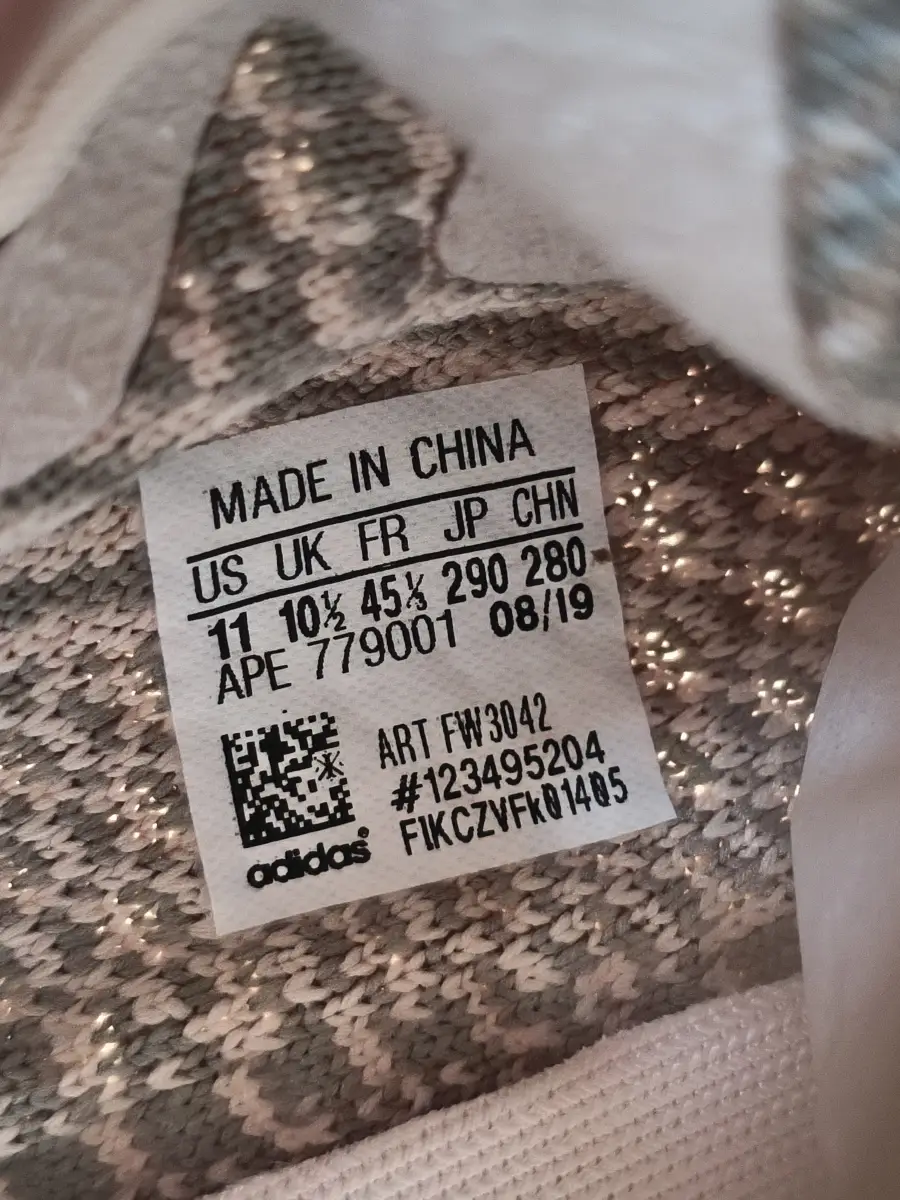 MADE IN CHINA
US UK FR JP CHN
11 10½ 45⅓ 290 280
APE 779001 08/19
ART FW3042
#123495204
F1KCZVFk01405
adidas®